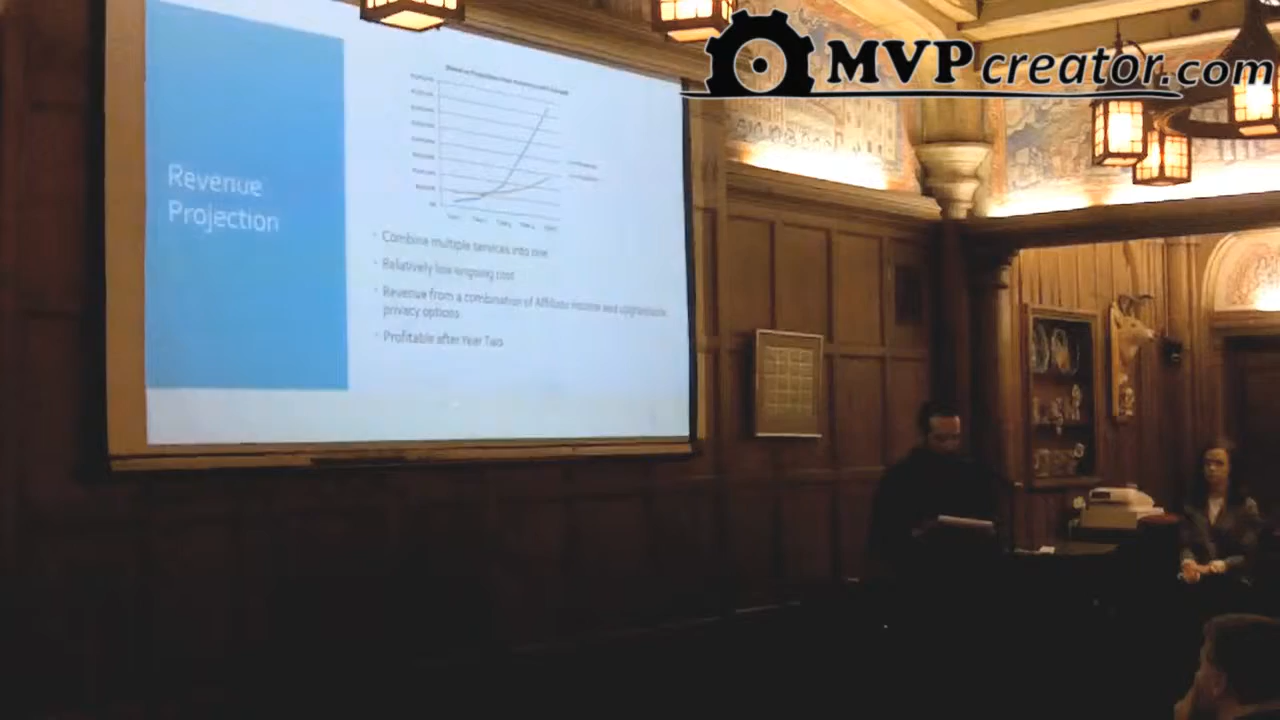 MVPcreator.com
Revenue
Projection
Combine multiple services into one
Relatively low ongoing cost
Revenue from a combination of Affiliate income and upgradable
privacy options
Profitable after Year Two